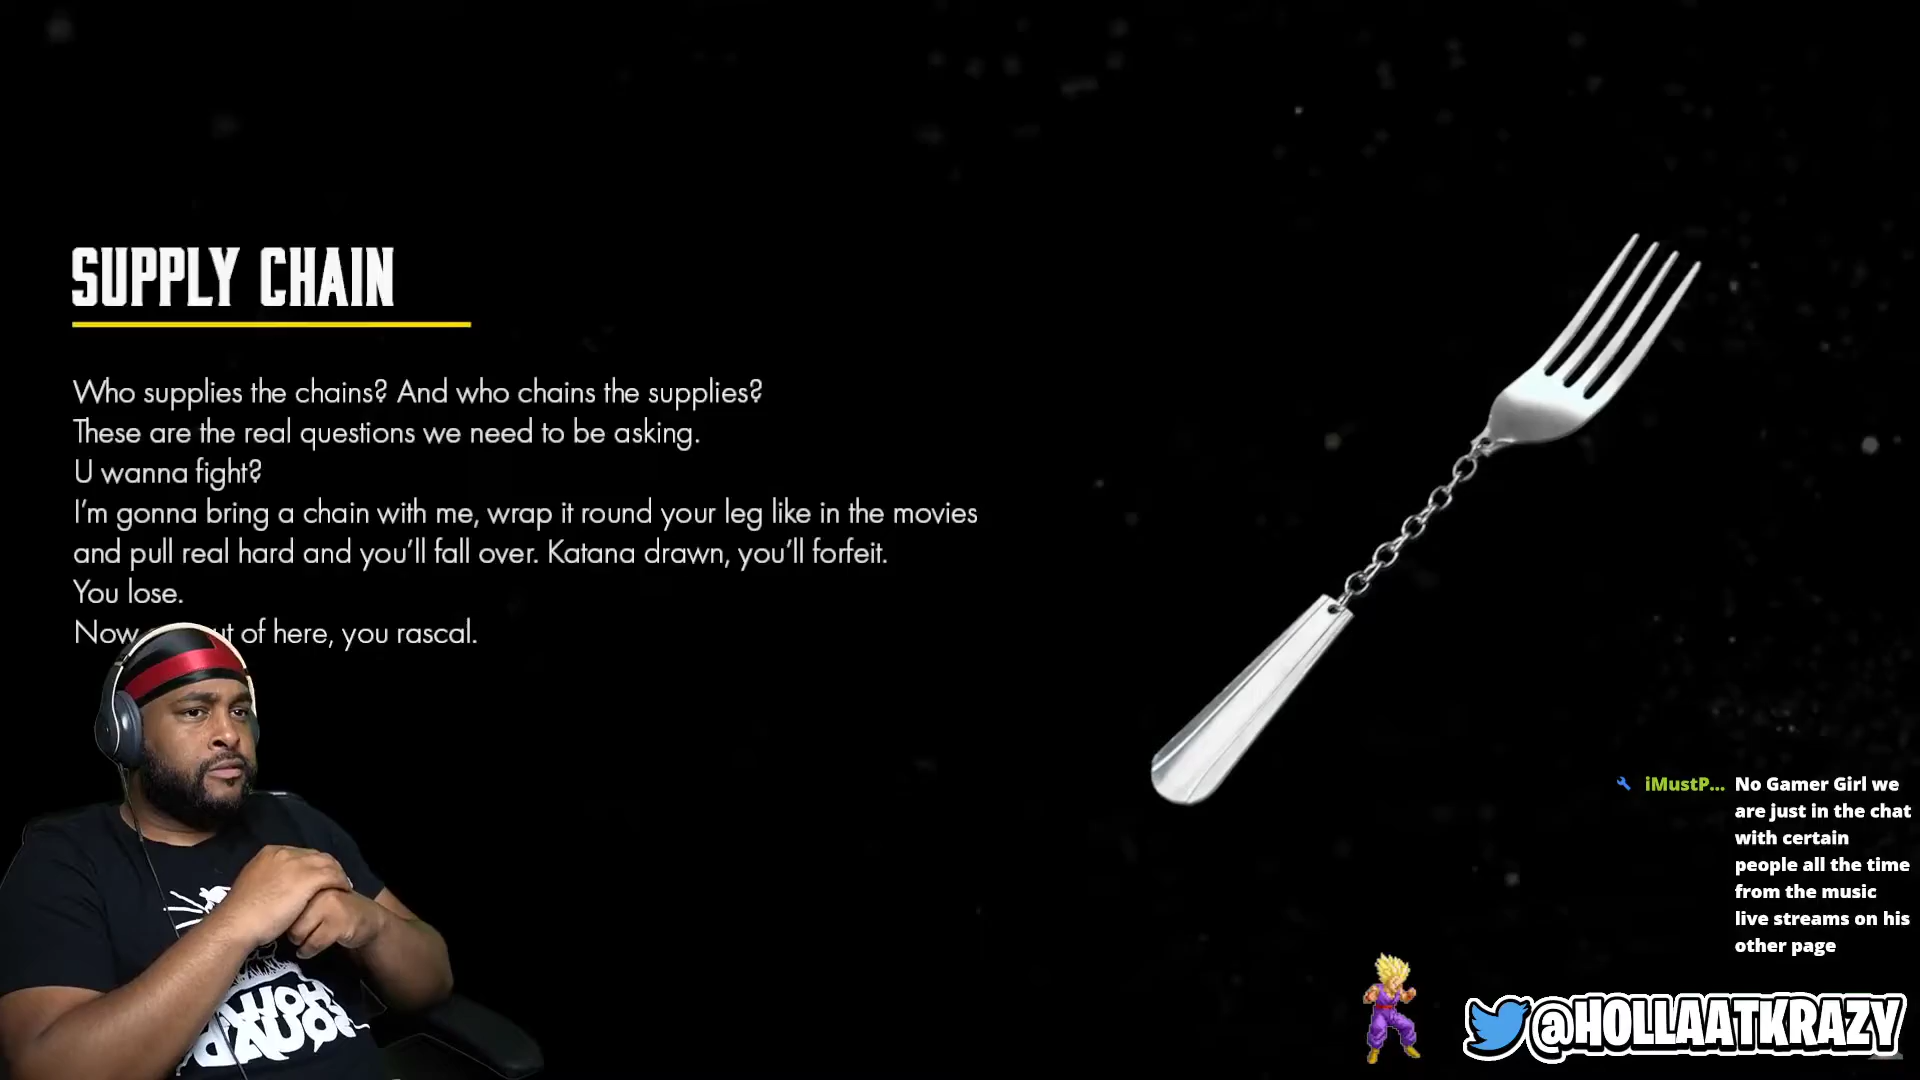 SUPPLY CHAIN
Who supplies the chains? And who chains the supplies?
These are the real questions we need to be asking.
U wanna fight?
I'm gonna bring a chain with me, wrap it round your leg like in the movies
and pull real hard and you'll fall over. Katana drawn, you'll forfeit.
You lose.
Now of here, you rascal.
iMustP... No Gamer Girl we
are just in the chat
with certain
people all the time
from the music
live streams on his
other page
@HOLLAATKRAZY